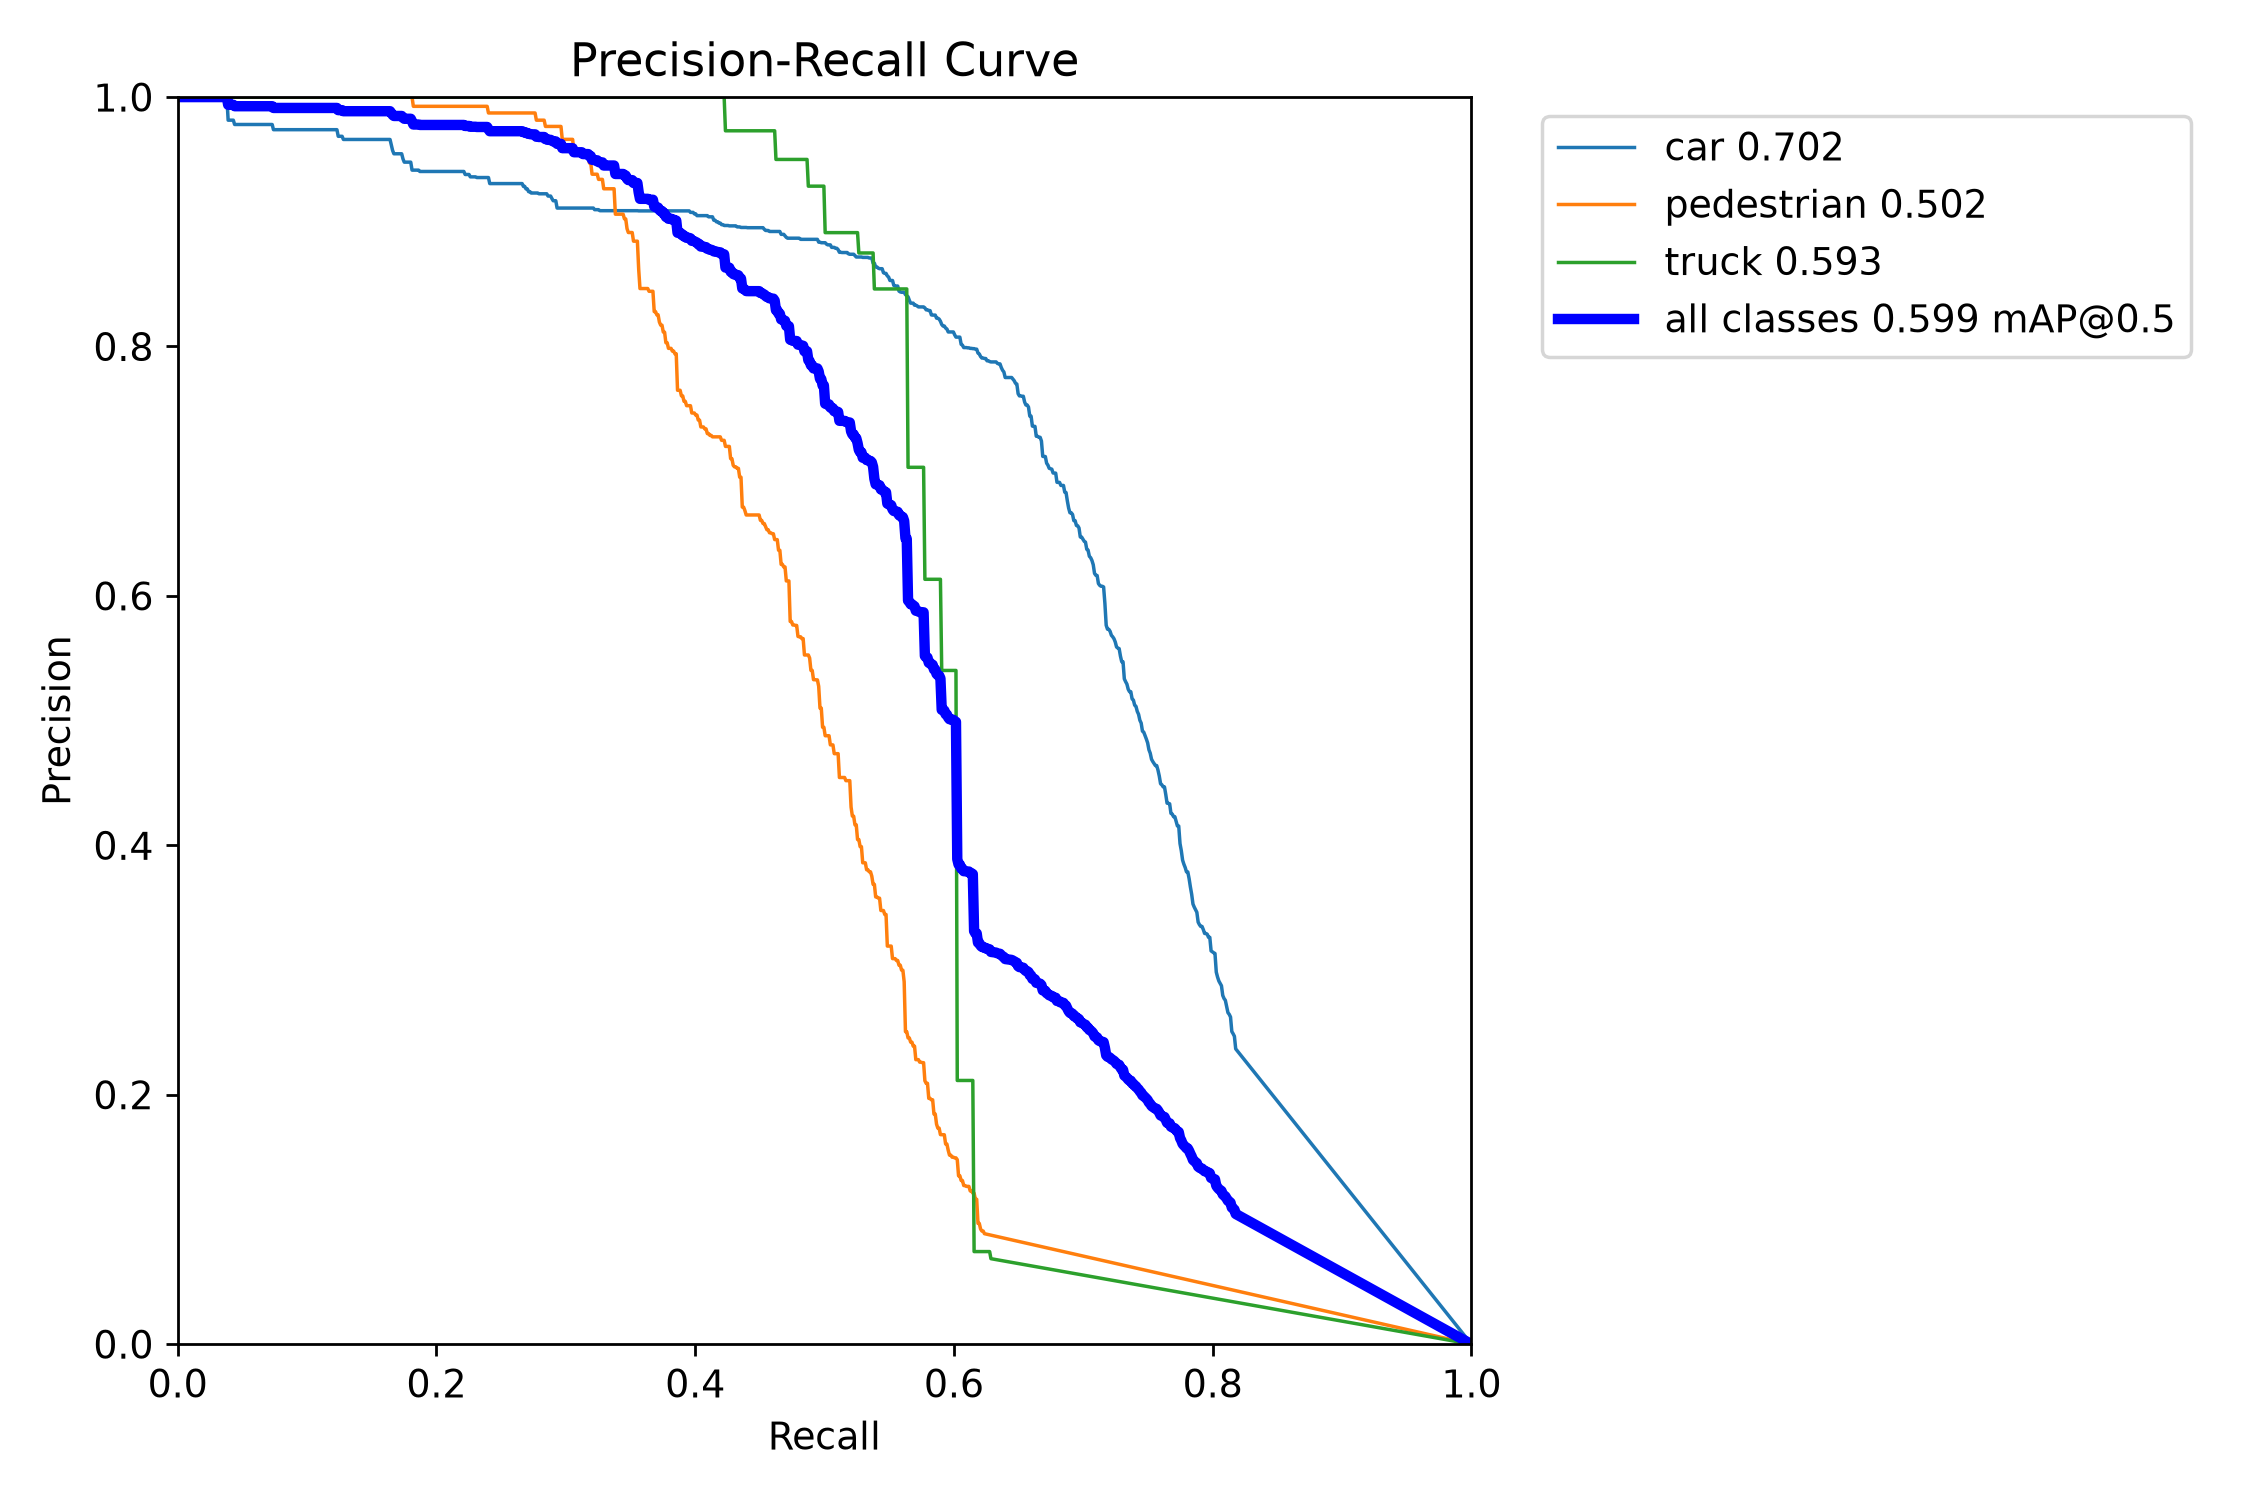 Precision-Recall Curve
car 0.702
pedestrian 0.502
truck 0.593
all classes 0.599 mAP@0.5
Precision
1.0
0.8
0.6
0.4
0.2
0.0
0.0 0.2 0.4 0.6 0.8 1.0
Recall